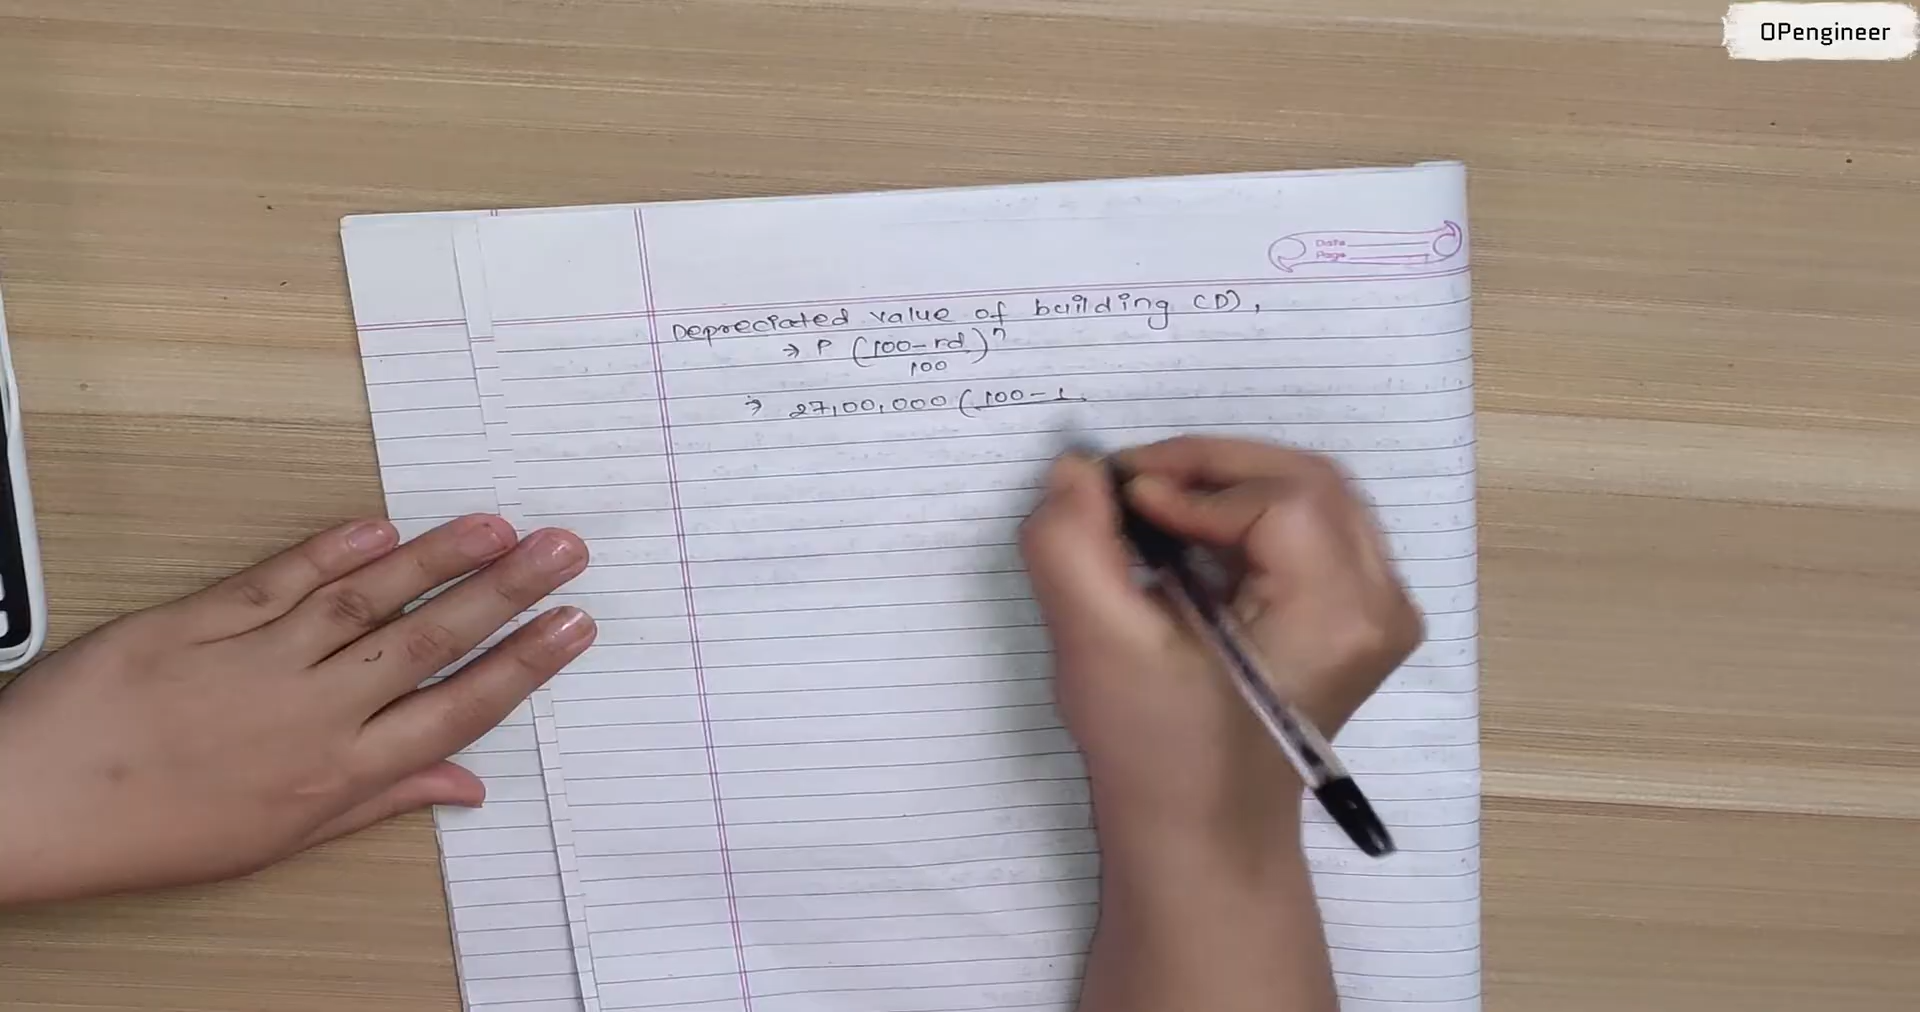 OPengineer
Date
Page
Depreciated value of building (D),
→ P (100-rd/100)^n
→ 27,00,000 (100-1